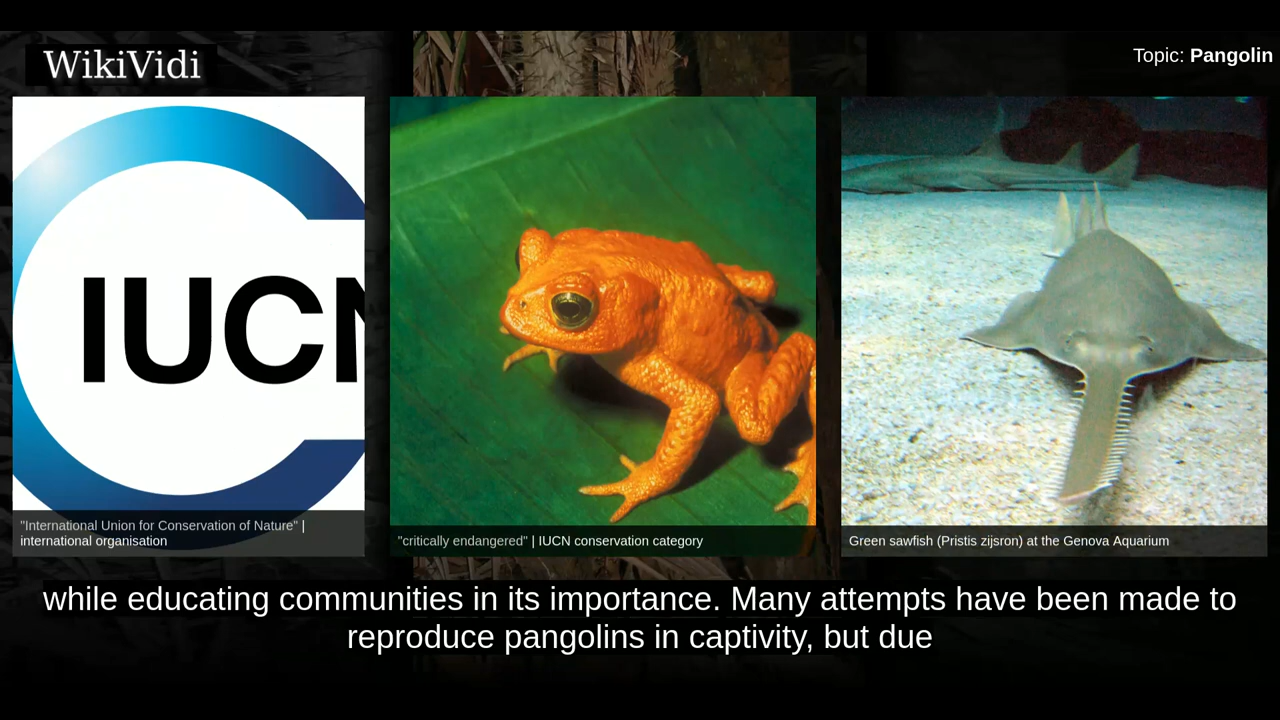 WikiVidi
Topic: Pangolin
IUCN
"International Union for Conservation of Nature" |
international organisation
"critically endangered" | IUCN conservation category
Green sawfish (Pristis zijsron) at the Genova Aquarium
while educating communities in its importance. Many attempts have been made to
reproduce pangolins in captivity, but due